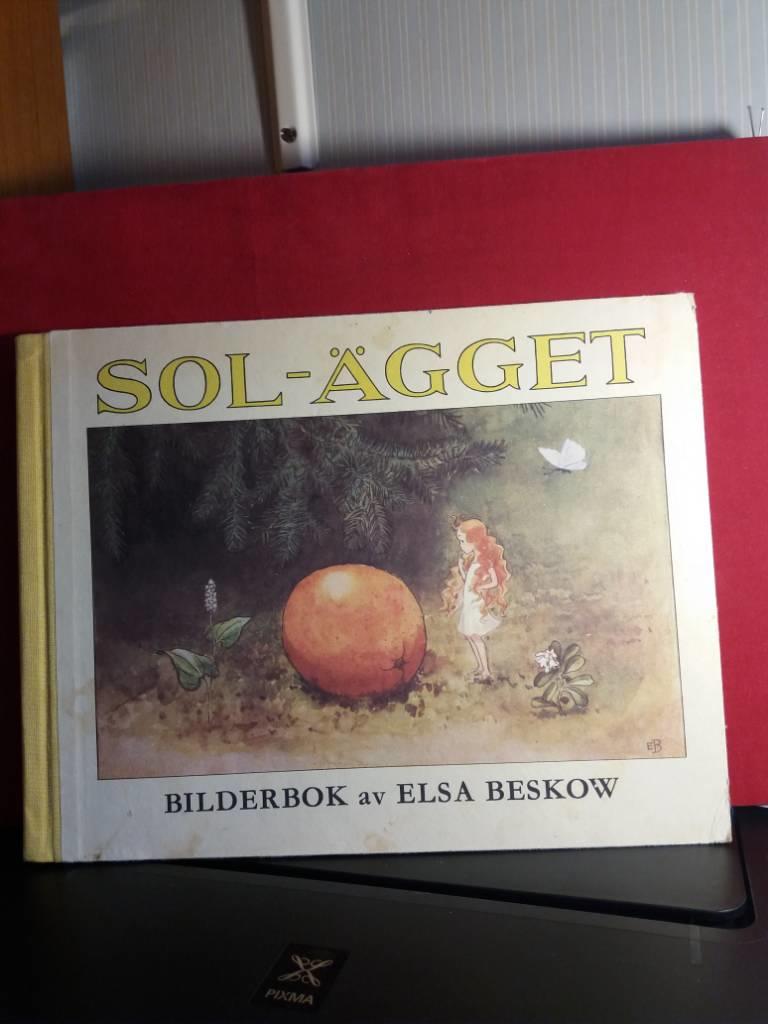 SOL-ÄGGET
EB
BILDERBOK av ELSA BESKOW
PIXMA